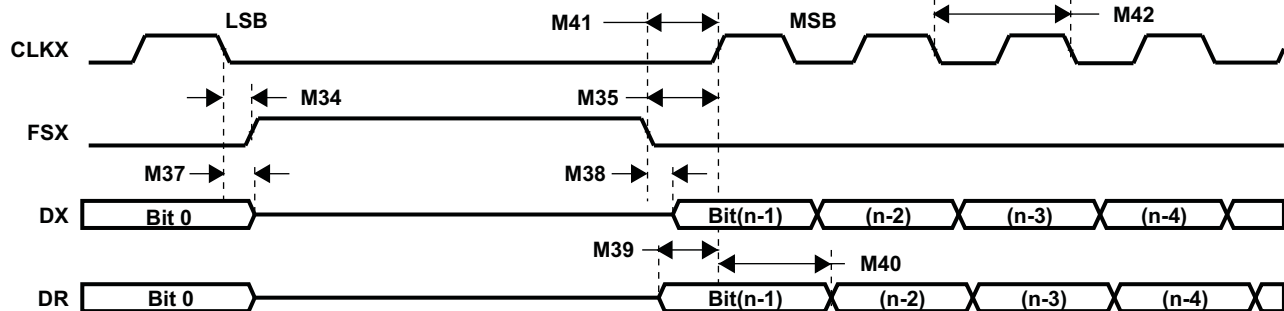 LSB
M41
MSB
M42
CLKX
M34
M35
FSX
M37
M38
DX
Bit 0
Bit(n-1)
(n-2)
(n-3)
(n-4)
M39
M40
DR
Bit 0
Bit(n-1)
(n-2)
(n-3)
(n-4)